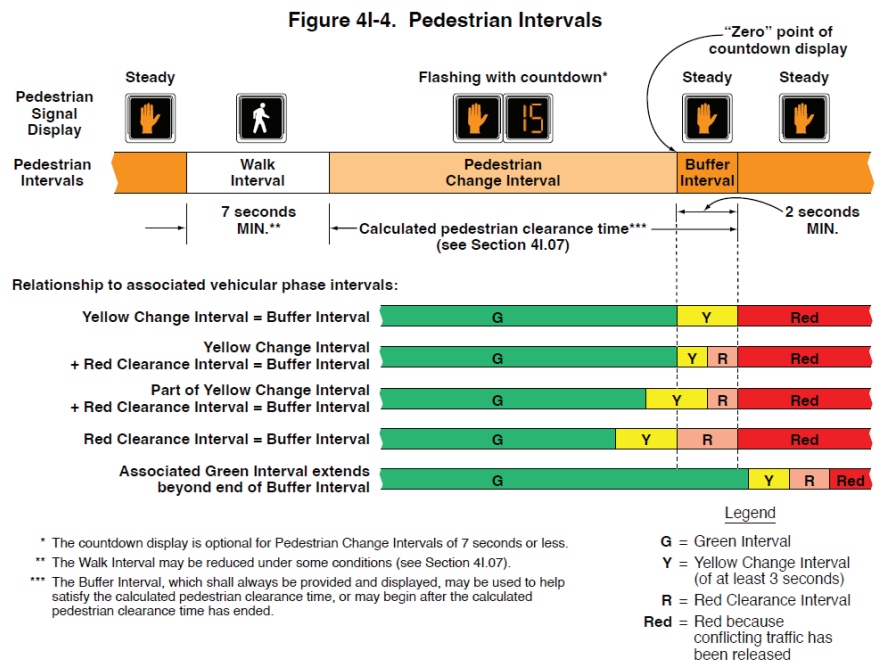 Figure 4I-4. Pedestrian Intervals
“Zero” point of
countdown display
Steady
Flashing with countdown*
Steady
Steady
Pedestrian
Signal
Display
15
Pedestrian
Intervals
Walk
Interval
Pedestrian
Change Interval
Buffer
Interval
7 seconds
MIN.**
Calculated pedestrian clearance time***
(see Section 4I.07)
2 seconds
MIN.
Relationship to associated vehicular phase intervals:
Yellow Change Interval = Buffer Interval
G
Y
Red
Yellow Change Interval
+ Red Clearance Interval = Buffer Interval
G
Y
R
Red
Part of Yellow Change Interval
+ Red Clearance Interval = Buffer Interval
G
Y
R
Red
Red Clearance Interval = Buffer Interval
G
Y
R
Red
Associated Green Interval extends
beyond end of Buffer Interval
G
Y
R
Red
* The countdown display is optional for Pedestrian Change Intervals of 7 seconds or less.
** The Walk Interval may be reduced under some conditions (see Section 4I.07).
*** The Buffer Interval, which shall always be provided and displayed, may be used to help
satisfy the calculated pedestrian clearance time, or may begin after the calculated
pedestrian clearance time has ended.
Legend
G = Green Interval
Y = Yellow Change Interval
(of at least 3 seconds)
R = Red Clearance Interval
Red = Red because
conflicting traffic has
been released